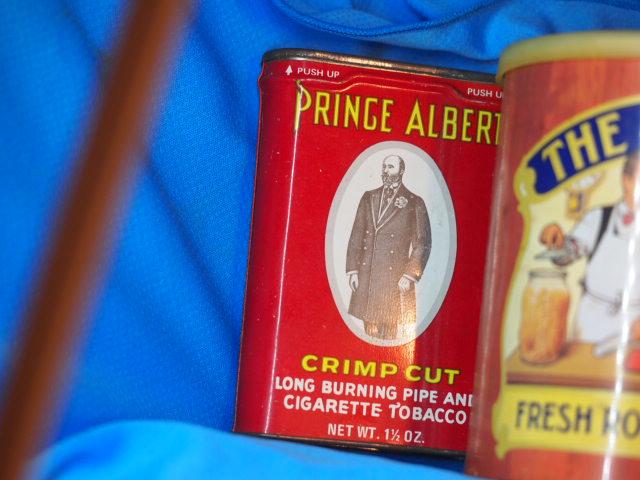 PUSH UP
PUSH U
PRINCE ALBERT
CRIMP CUT
LONG BURNING PIPE AND
CIGARETTE TOBACCO
NET WT. 1½ OZ.
THE
FRESH RO